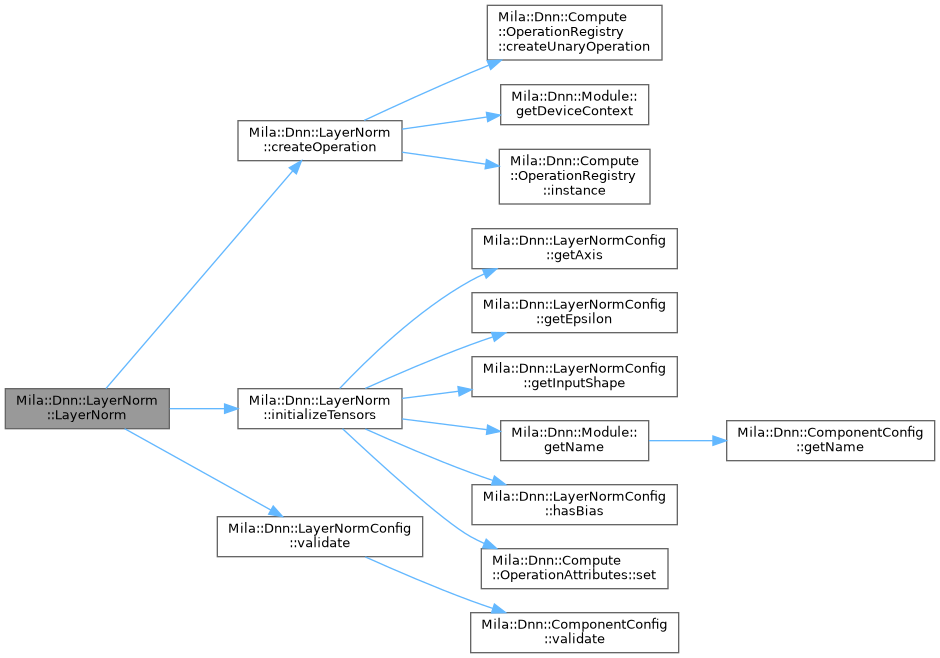 Mila::Dnn::Compute
::OperationRegistry
::createUnaryOperation
Mila::Dnn::Module::
getDeviceContext
Mila::Dnn::LayerNorm
::createOperation
Mila::Dnn::Compute
::OperationRegistry
::instance
Mila::Dnn::LayerNormConfig
::getAxis
Mila::Dnn::LayerNormConfig
::getEpsilon
Mila::Dnn::LayerNormConfig
::getInputShape
Mila::Dnn::LayerNorm
::LayerNorm
Mila::Dnn::LayerNorm
::initializeTensors
Mila::Dnn::Module::
getName
Mila::Dnn::ComponentConfig
::getName
Mila::Dnn::LayerNormConfig
::hasBias
Mila::Dnn::LayerNormConfig
::validate
Mila::Dnn::Compute
::OperationAttributes::set
Mila::Dnn::ComponentConfig
::validate